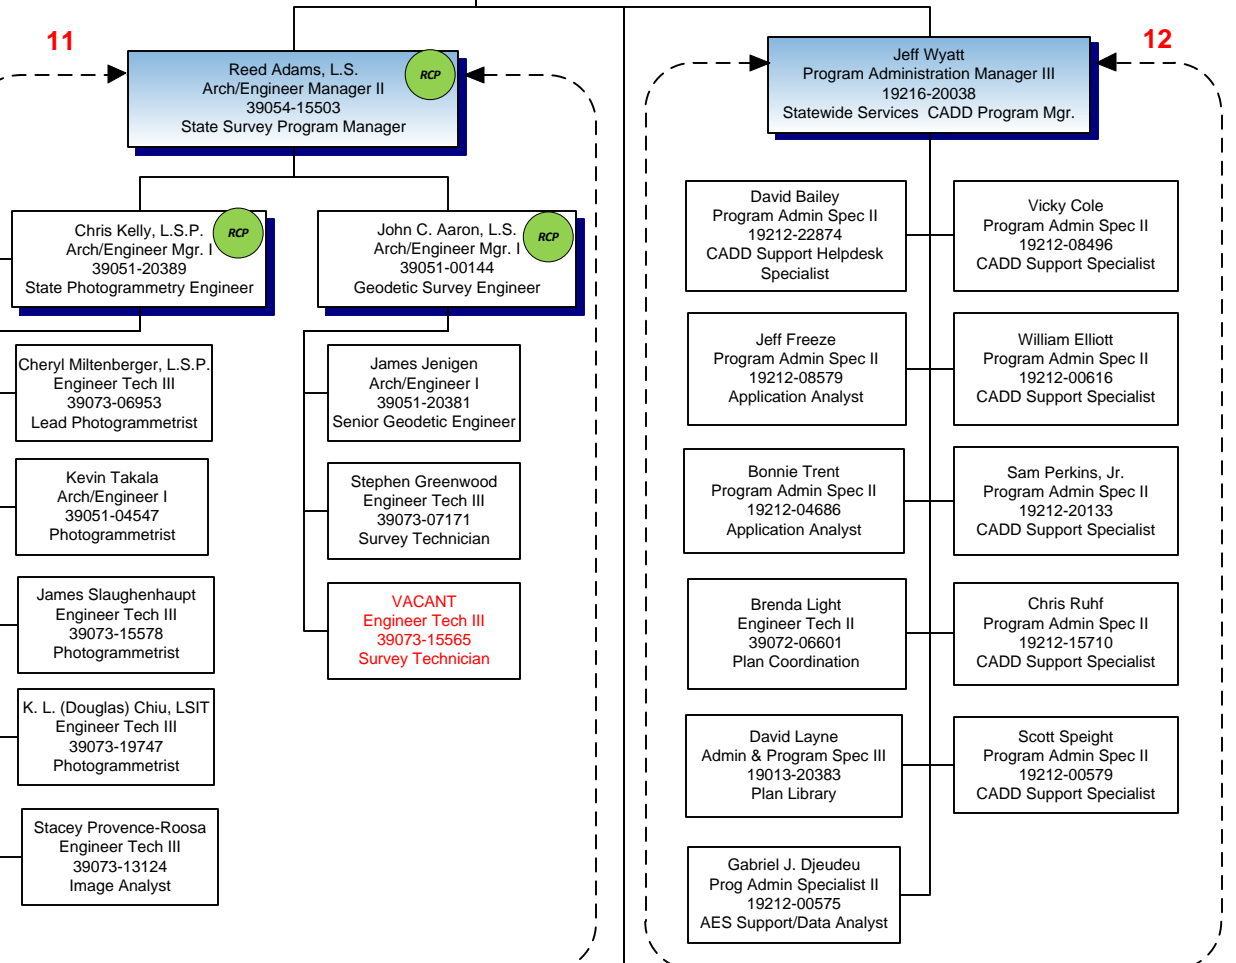 11
Reed Adams, L.S.
Arch/Engineer Manager II
39054-15503
State Survey Program Manager
RCP
Chris Kelly, L.S.P.
Arch/Engineer Mgr. I
39051-20389
State Photogrammetry Engineer
RCP
John C. Aaron, L.S.
Arch/Engineer Mgr. I
39051-00144
Geodetic Survey Engineer
RCP
Cheryl Miltenberger, L.S.P.
Engineer Tech III
39073-06953
Lead Photogrammetrist
Kevin Takala
Arch/Engineer I
39051-04547
Photogrammetrist
James Slaughenhaupt
Engineer Tech III
39073-15578
Photogrammetrist
K. L. (Douglas) Chiu, LSIT
Engineer Tech III
39073-19747
Photogrammetrist
Stacey Provence-Roosa
Engineer Tech III
39073-13124
Image Analyst
James Jenigen
Arch/Engineer I
39051-20381
Senior Geodetic Engineer
Stephen Greenwood
Engineer Tech III
39073-07171
Survey Technician
VACANT
Engineer Tech III
39073-15565
Survey Technician
12
Jeff Wyatt
Program Administration Manager III
19216-20038
Statewide Services  CADD Program Mgr.
David Bailey
Program Admin Spec II
19212-22874
CADD Support Helpdesk
Specialist
Vicky Cole
Program Admin Spec II
19212-08496
CADD Support Specialist
Jeff Freeze
Program Admin Spec II
19212-08579
Application Analyst
William Elliott
Program Admin Spec II
19212-00616
CADD Support Specialist
Bonnie Trent
Program Admin Spec II
19212-04686
Application Analyst
Sam Perkins, Jr.
Program Admin Spec II
19212-20133
CADD Support Specialist
Brenda Light
Engineer Tech II
39072-06601
Plan Coordination
Chris Ruhf
Program Admin Spec II
19212-15710
CADD Support Specialist
David Layne
Admin & Program Spec III
19013-20383
Plan Library
Scott Speight
Program Admin Spec II
19212-00579
CADD Support Specialist
Gabriel J. Djeudeu
Prog Admin Specialist II
19212-00575
AES Support/Data Analyst